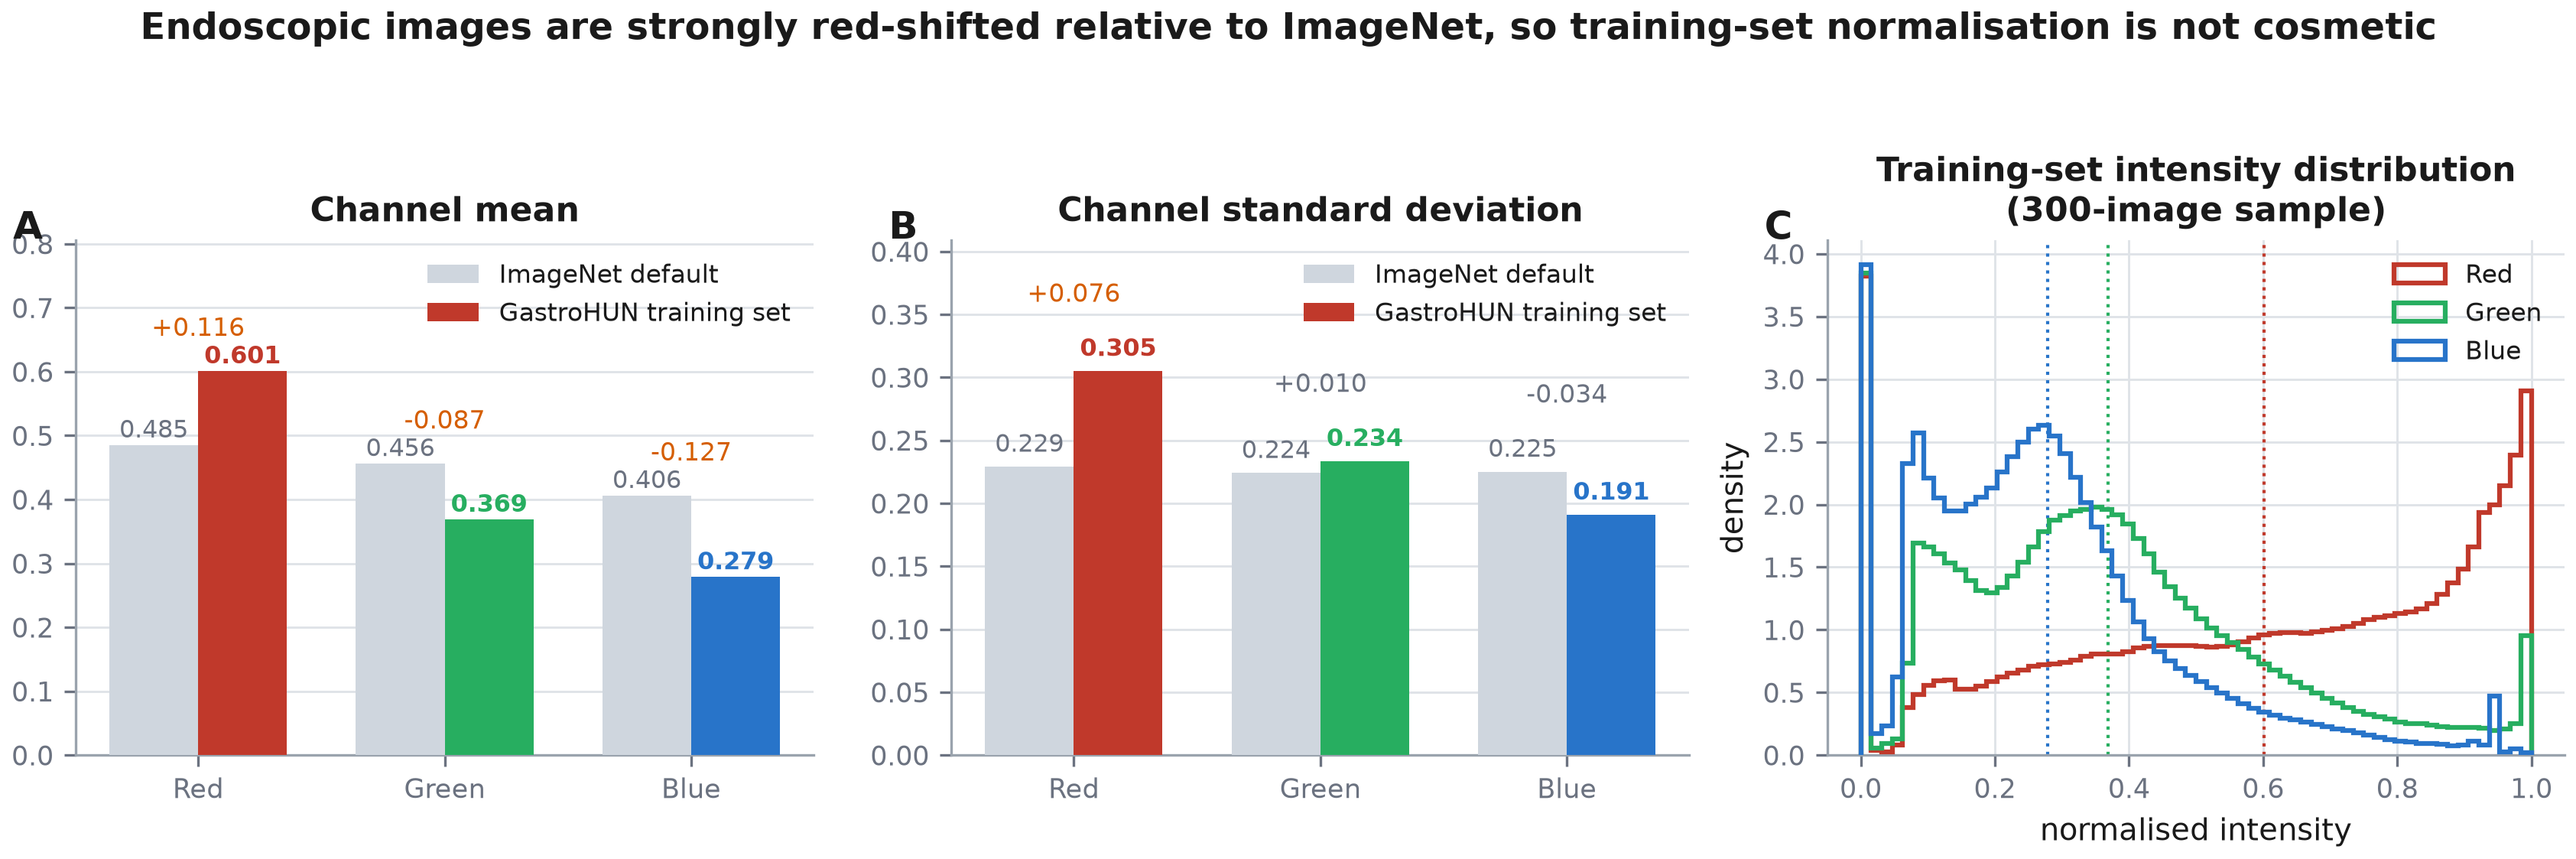 Endoscopic images are strongly red-shifted relative to ImageNet, so training-set normalisation is not cosmetic
A
Channel mean
ImageNet default
GastroHUN training set
0.8
0.7
0.6
0.5
0.4
0.3
0.2
0.1
0.0
+0.116
0.601
0.485
-0.087
0.456
0.369
-0.127
0.406
0.279
Red
Green
Blue
B
Channel standard deviation
ImageNet default
GastroHUN training set
0.40
0.35
0.30
0.25
0.20
0.15
0.10
0.05
0.00
+0.076
0.305
0.229
+0.010
0.224
0.234
-0.034
0.225
0.191
Red
Green
Blue
C
Training-set intensity distribution
(300-image sample)
Red
Green
Blue
density
4.0
3.5
3.0
2.5
2.0
1.5
1.0
0.5
0.0
0.0
0.2
0.4
0.6
0.8
1.0
normalised intensity